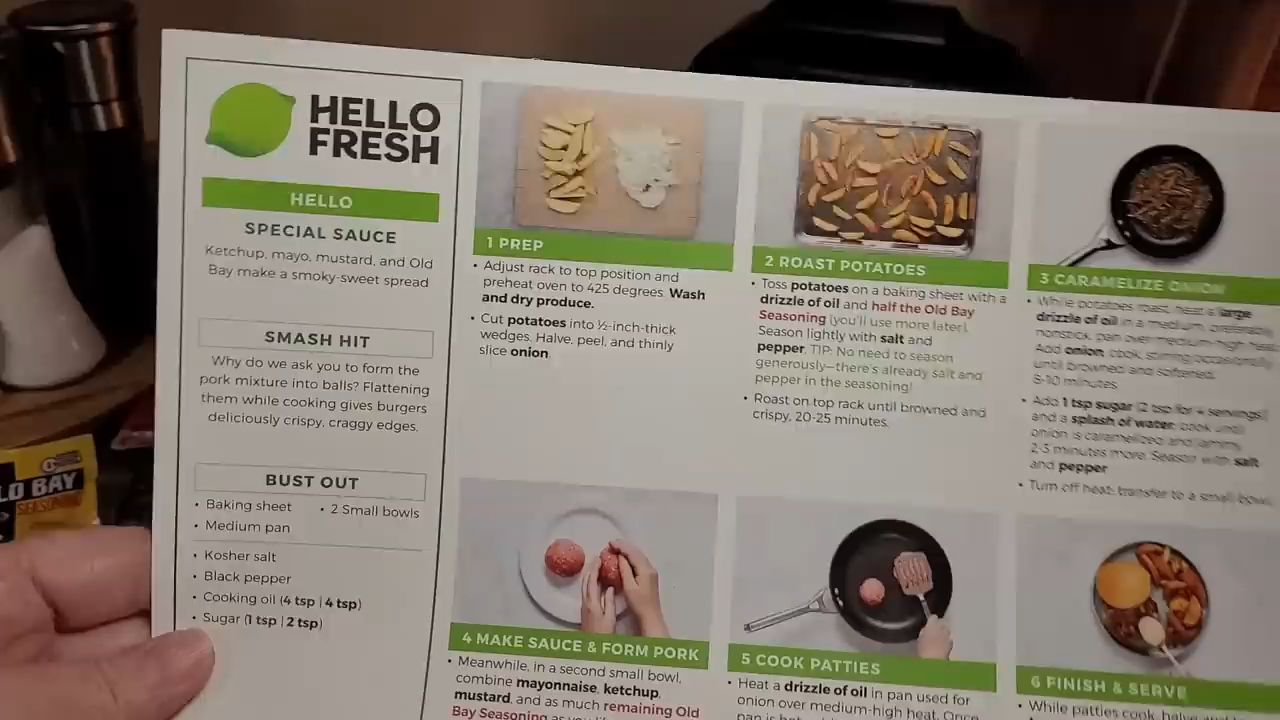 HELLO
FRESH
HELLO
SPECIAL SAUCE
Ketchup, mayo, mustard, and Old
Bay make a smoky-sweet spread
SMASH HIT
Why do we ask you to form the
pork mixture into balls? Flattening
them while cooking gives burgers
deliciously crispy, craggy edges.
BUST OUT
• Baking sheet
• 2 Small bowls
• Medium pan
• Kosher salt
• Black pepper
• Cooking oil (4 tsp | 4 tsp)
• Sugar (1 tsp | 2 tsp)
1 PREP
• Adjust rack to top position and
preheat oven to 425 degrees. Wash
and dry produce.
• Cut potatoes into ½-inch-thick
wedges. Halve, peel, and thinly
slice onion.
2 ROAST POTATOES
• Toss potatoes on a baking sheet with a
drizzle of oil and half the Old Bay
Seasoning (you'll use more later).
Season lightly with salt and
pepper. TIP: No need to season
generously—there's already salt and
pepper in the seasoning!
• Roast on top rack until browned and
crispy, 20-25 minutes.
3 CARAMELIZE ONION
• While potatoes roast, heat a large
drizzle of oil in a medium, preferably
nonstick, pan over medium-high heat.
Add onion; cook, stirring occasionally,
until browned and softened,
8-10 minutes.
• Add 1 tsp sugar (2 tsp for 4 servings)
and a splash of water; cook until
onion is caramelized and jammy,
2-3 minutes more. Season with salt
and pepper.
• Turn off heat; transfer to a small bowl.
4 MAKE SAUCE & FORM PORK
• Meanwhile, in a second small bowl,
combine mayonnaise, ketchup,
mustard, and as much remaining Old
Bay Seasoning as you
5 COOK PATTIES
• Heat a drizzle of oil in pan used for
onion over medium-high heat. Once
pan is hot
6 FINISH & SERVE
• While patties cook, halve and
LD BAY
SEASONING